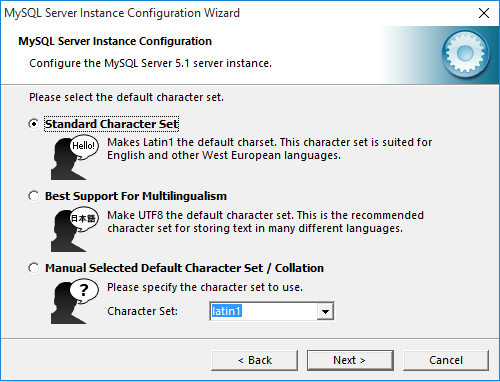 MySQL Server Instance Configuration Wizard
MySQL Server Instance Configuration
Configure the MySQL Server 5.1 server instance.
Please select the default character set.
Standard Character Set
Hello!
Makes Latin1 the default charset. This character set is suited for
English and other West European languages.
Best Support For Multilingualism
日本語
Make UTF8 the default character set. This is the recommended
character set for storing text in many different languages.
Manual Selected Default Character Set / Collation
?
Please specify the character set to use.
Character Set: latin1
< Back Next > Cancel